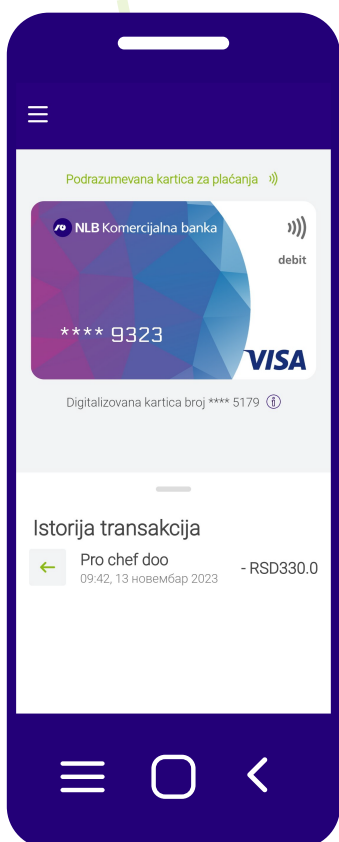 Podrazumevana kartica za plaćanja
NLB Komercijalna banka
debit
**** 9323
VISA
Digitalizovana kartica broj **** 5179
Istorija transakcija
Pro chef doo
- RSD330.0
09:42, 13 новембар 2023